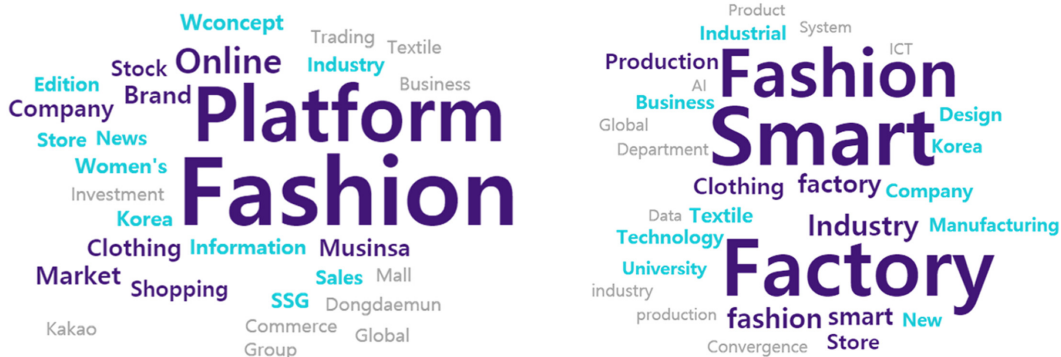 Wconcept
Trading
Textile
Stock
Online
Industry
Edition
Brand
Business
Company
Platform
Store
News
Women's
Fashion
Investment
Korea
Clothing
Information
Musinsa
Market
Sales
Mall
Shopping
SSG
Dongdaemun
Kakao
Commerce
Global
Group
Product
Industrial
System
Production
Fashion
ICT
AI
Business
Design
Global
Smart
Department
Korea
Clothing
factory
Company
Data
Textile
Industry
Manufacturing
Technology
University
Factory
industry
production
fashion
smart
New
Convergence
Store